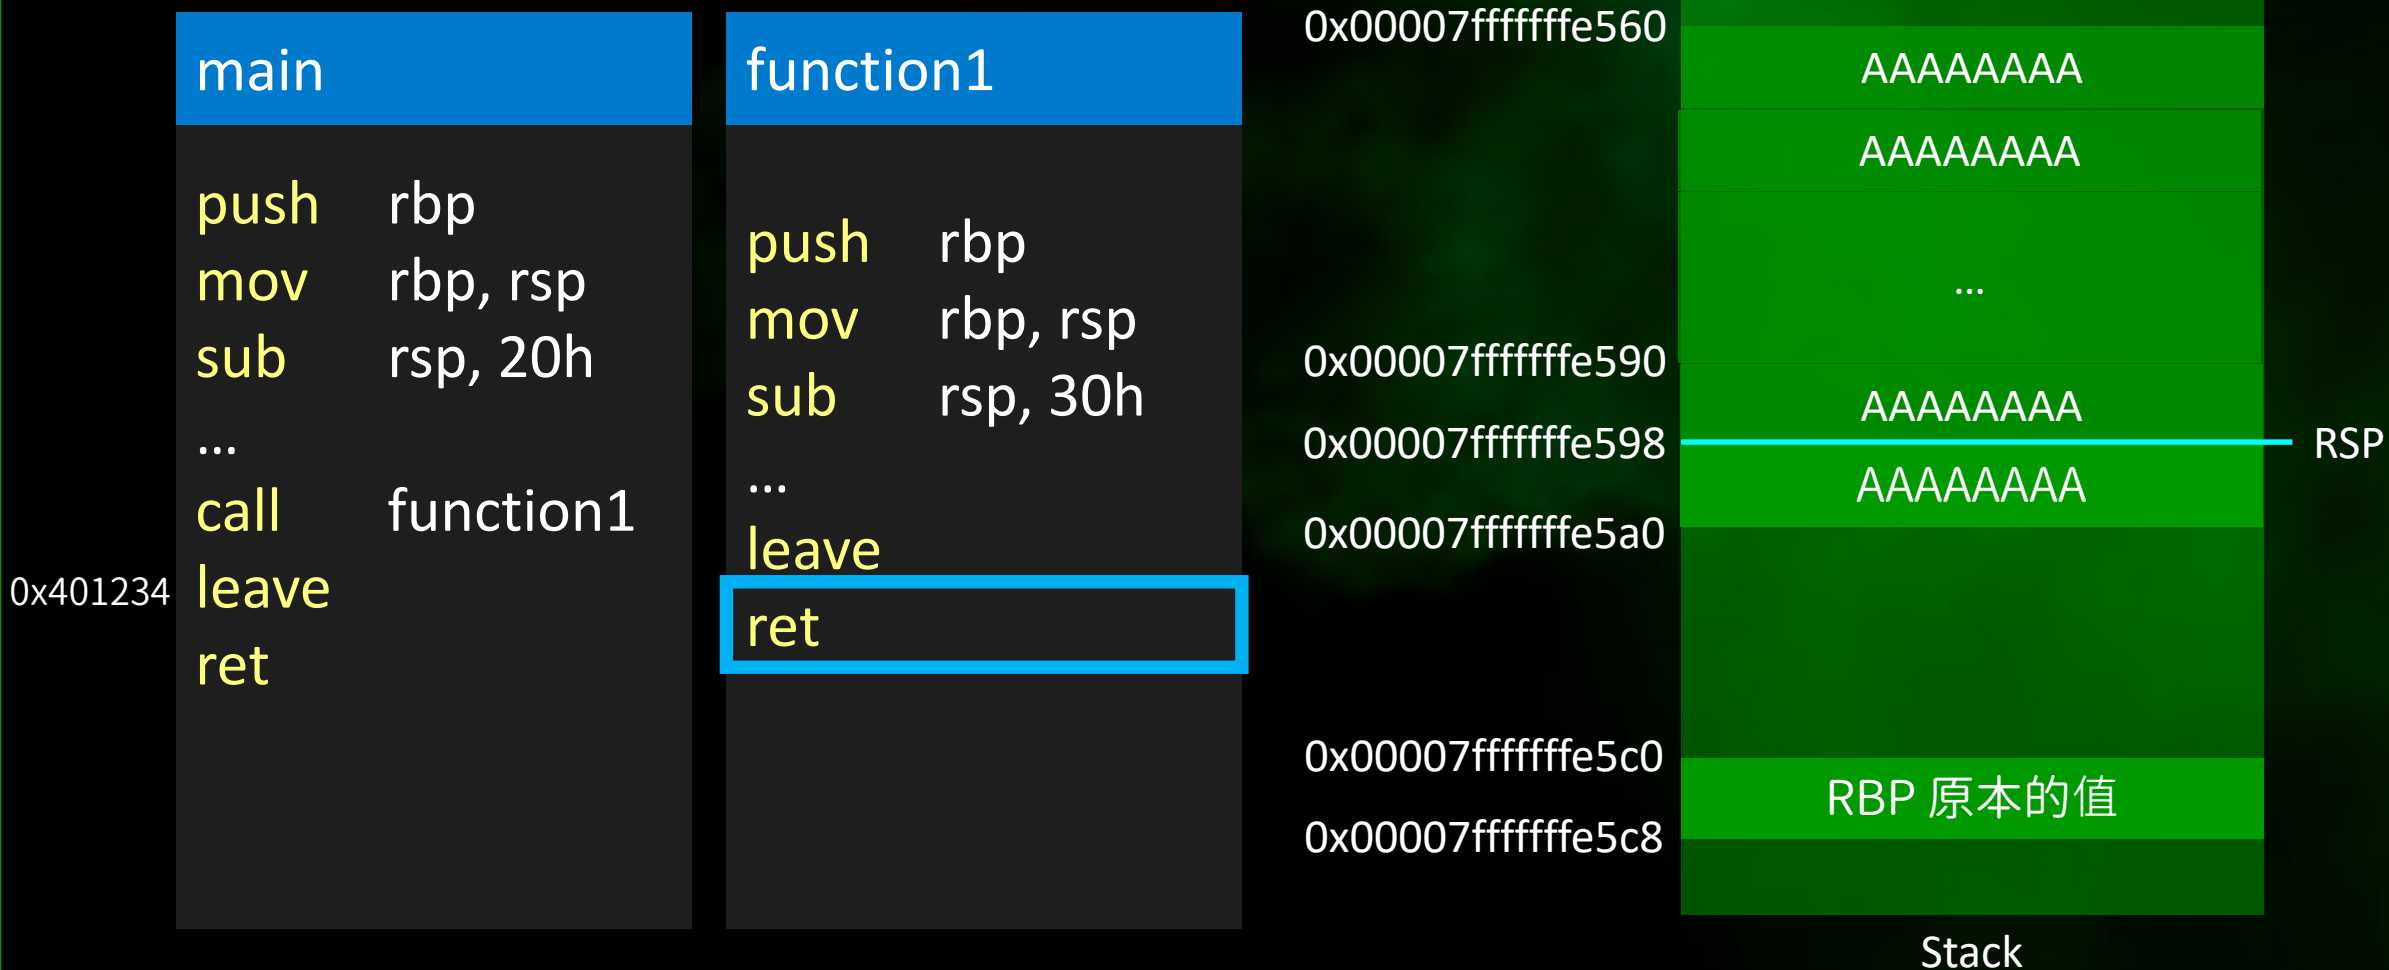 main
push rbp
mov rbp, rsp
sub rsp, 20h
...
call function1
0x401234 leave
ret
function1
push rbp
mov rbp, rsp
sub rsp, 30h
...
leave
ret
0x00007fffffffe560
AAAAAAAA
AAAAAAAA
...
0x00007fffffffe590
AAAAAAAA
0x00007fffffffe598 RSP
AAAAAAAA
0x00007fffffffe5a0
0x00007fffffffe5c0
RBP 原本的值
0x00007fffffffe5c8
Stack